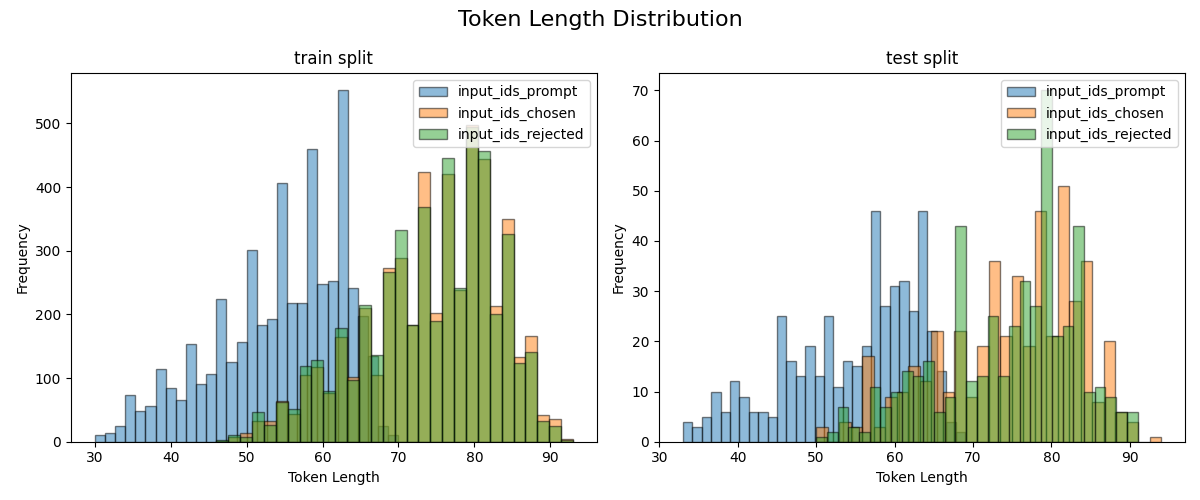 Token Length Distribution
train split
input_ids_prompt
input_ids_chosen
input_ids_rejected
Frequency
0
100
200
300
400
500
30
40
50
60
70
80
90
Token Length
test split
input_ids_prompt
input_ids_chosen
input_ids_rejected
Frequency
0
10
20
30
40
50
60
70
30
40
50
60
70
80
90
Token Length